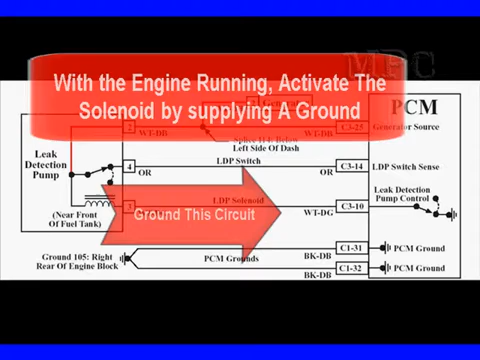 MPC
With the Engine Running, Activate The
Solenoid by supplying A Ground
PCM
2
WT-DB
WT-DB
C3-25
Generator Source
Splice 114: Below
Left Side Of Dash
Leak
Detection
Pump
4
OR
LDP Switch
OR
C3-14
LDP Switch Sense
LDP Solenoid
3
Ground This Circuit
WT-DG
C3-10
Leak Detection
Pump Control
(Near Front
Of Fuel Tank)
C1-31
BK-DB
PCM Ground
Ground 105: Right
Rear Of Engine Block
PCM Grounds
C1-32
BK-DB
PCM Ground